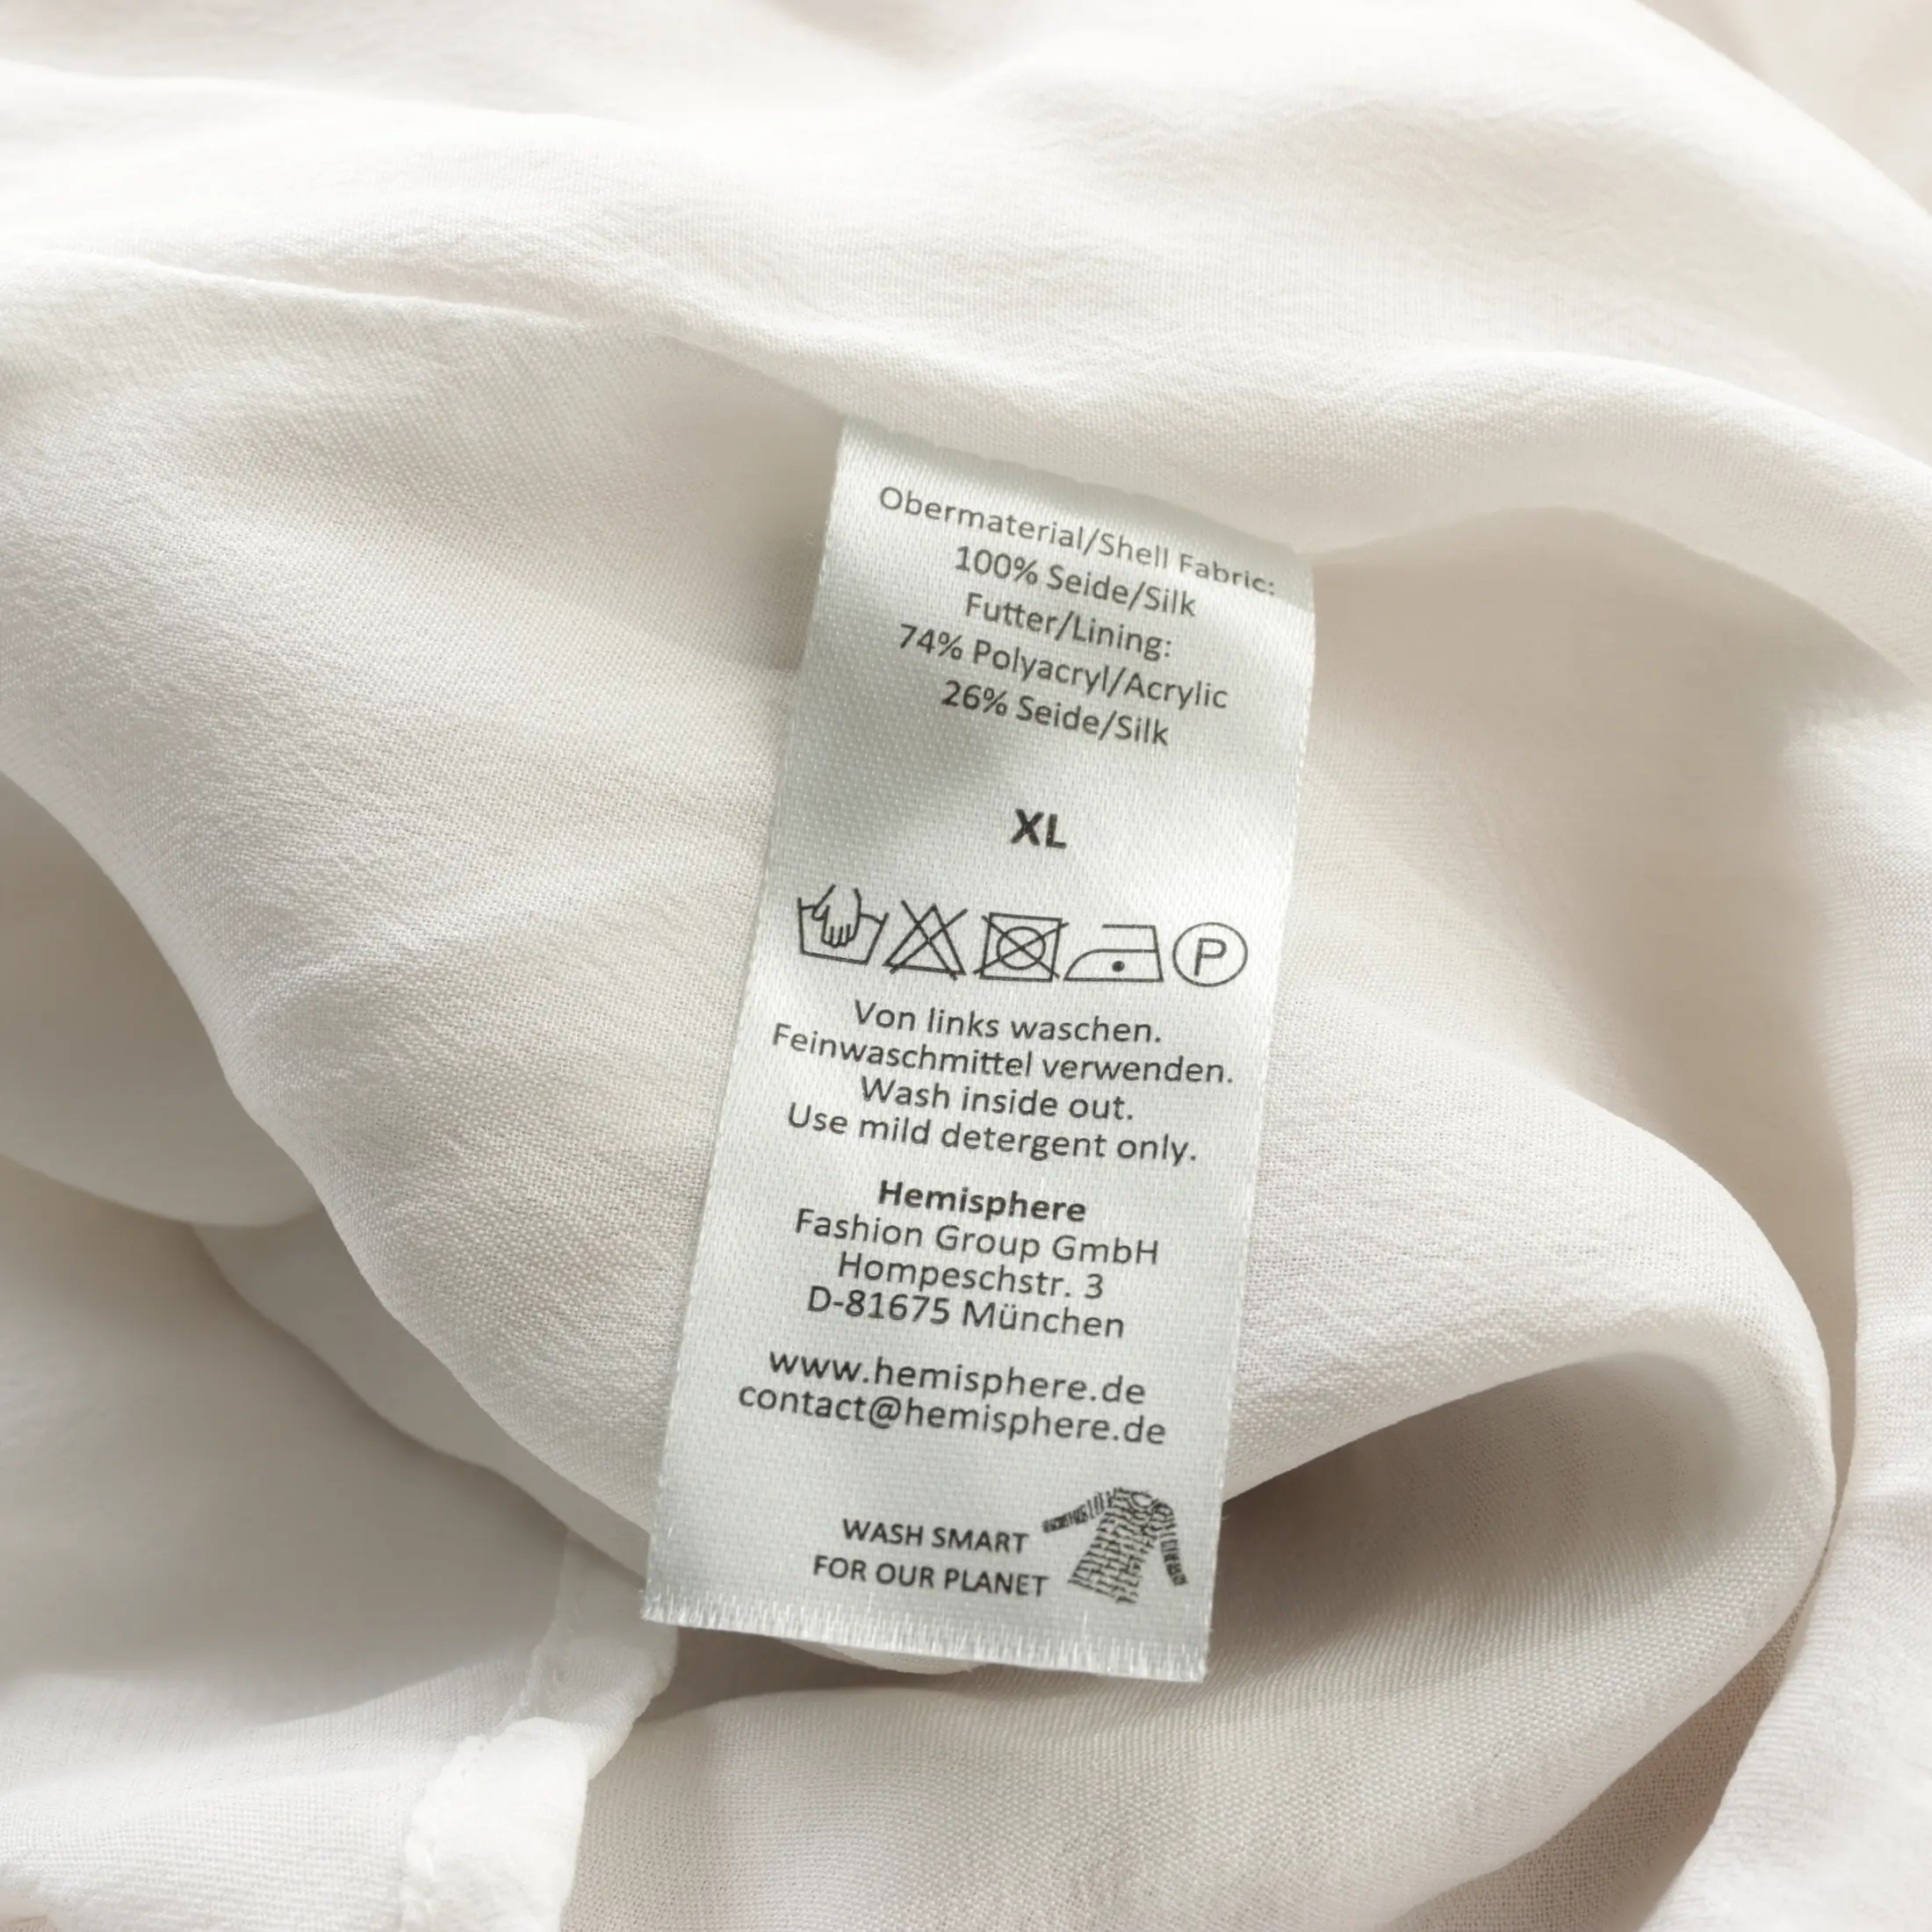 Obermaterial/Shell Fabric:
100% Seide/Silk
Futter/Lining:
74% Polyacryl/Acrylic
26% Seide/Silk
XL
P
Von links waschen.
Feinwaschmittel verwenden.
Wash inside out.
Use mild detergent only.
Hemisphere
Fashion Group GmbH
Hompeschstr. 3
D-81675 München
www.hemisphere.de
contact@hemisphere.de
WASH SMART
FOR OUR PLANET